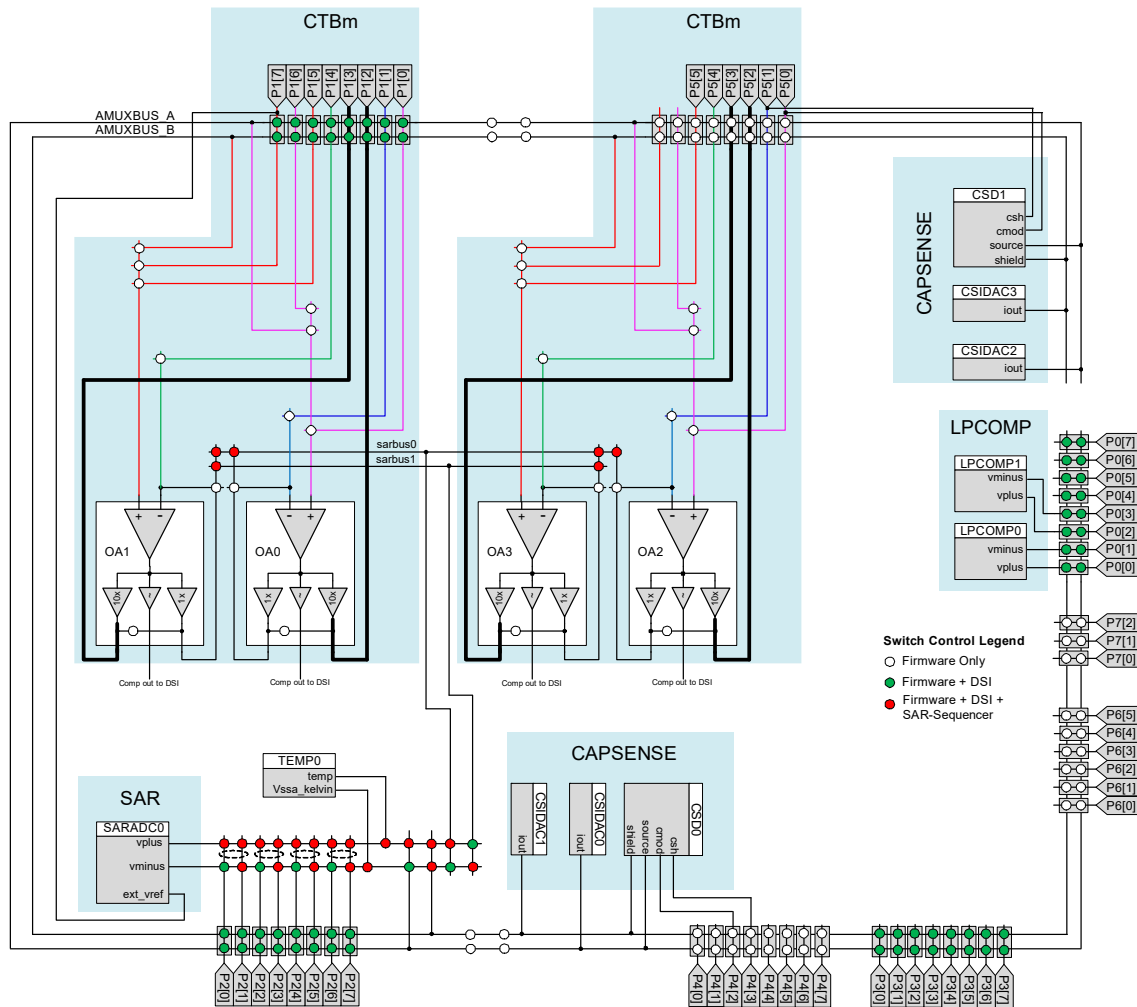 CTBm
CTBm
P1[7]
P1[6]
P1[5]
P1[4]
P1[3]
P1[2]
P1[1]
P1[0]
P5[5]
P5[4]
P5[3]
P5[2]
P5[1]
P5[0]
AMUXBUS_A
AMUXBUS_B
CAPSENSE
CSD1
csh
cmod
source
shield
CSIDAC3
iout
CSIDAC2
iout
sarbus0
sarbus1
LPCOMP
LPCOMP1
vminus
vplus
LPCOMP0
vminus
vplus
P0[7]
P0[6]
P0[5]
P0[4]
P0[3]
P0[2]
P0[1]
P0[0]
+ -
OA1
10x
~
1x
- +
OA0
1x
~
10x
+ -
OA3
10x
~
1x
- +
OA2
1x
~
10x
Comp out to DSI
Comp out to DSI
Comp out to DSI
Comp out to DSI
P7[2]
P7[1]
P7[0]
Switch Control Legend
Firmware Only
Firmware + DSI
Firmware + DSI +
SAR-Sequencer
P6[5]
P6[4]
P6[3]
P6[2]
P6[1]
P6[0]
SAR
SARADC0
vplus
vminus
ext_vref
TEMP0
temp
Vssa_kelvin
CAPSENSE
CSIDAC1
iout
CSIDAC0
iout
CSD0
shield
source
cmod
csh
P2[0]
P2[1]
P2[2]
P2[3]
P2[4]
P2[5]
P2[6]
P2[7]
P4[0]
P4[1]
P4[2]
P4[3]
P4[4]
P4[5]
P4[6]
P4[7]
P3[0]
P3[1]
P3[2]
P3[3]
P3[4]
P3[5]
P3[6]
P3[7]